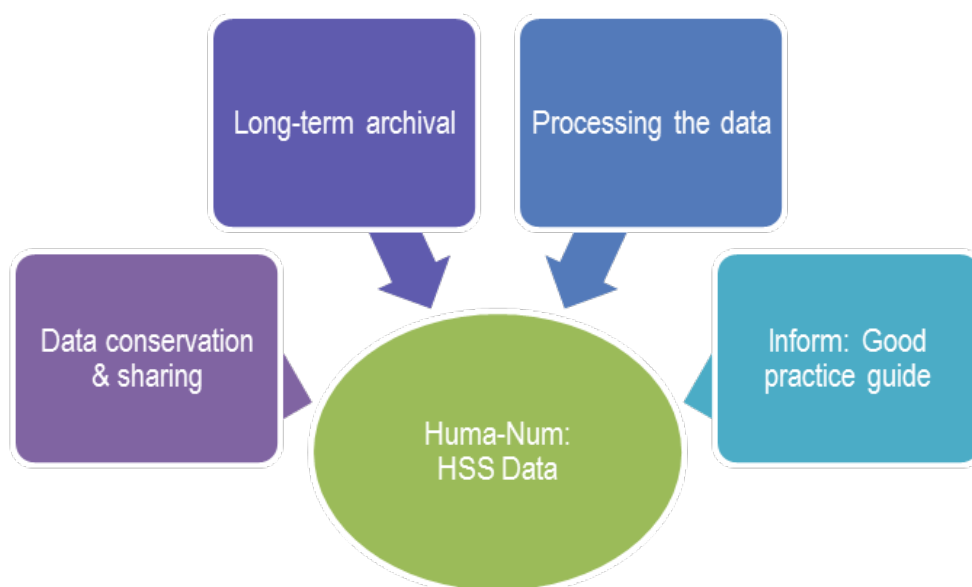 Long-term archival
Processing the data
Data conservation
& sharing
Inform: Good
practice guide
Huma-Num:
HSS Data